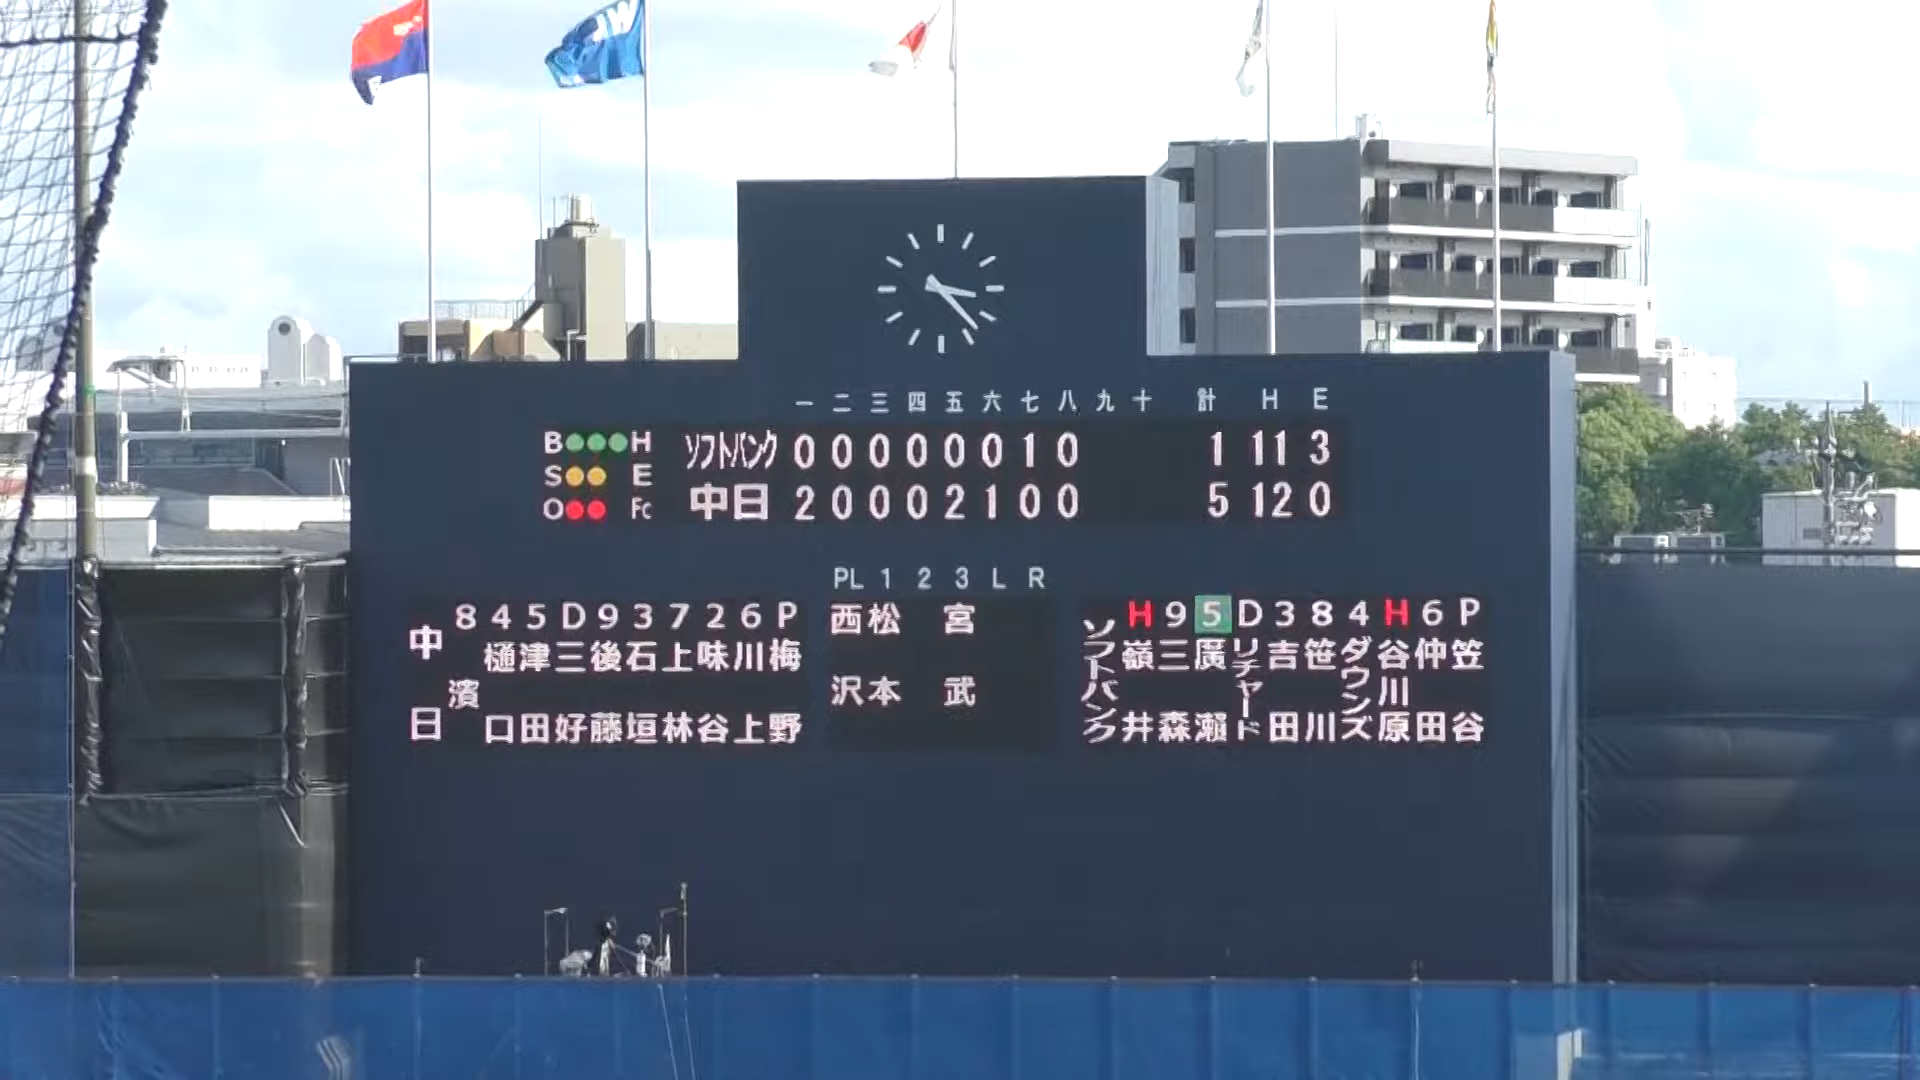 一 二 三 四 五 六 七 八 九 十 計 H E
B H ソフトバンク 0 0 0 0 0 0 1 0 1 11 3
S E
O Fc 中日 2 0 0 0 2 1 0 0 5 12 0
PL 1 2 3 L R
中日
8 4 5 D 9 3 7 2 6 P
濱 樋口 津田 三好 後藤 石垣 上林 味谷 川上 梅野
西沢 松本 宮武
ソフトバンク
H 9 5 D 3 8 4 H 6 P
嶺井 三森 廣瀬 リチャード 吉田 笹川 ダウンズ 谷川原 仲田 笠谷